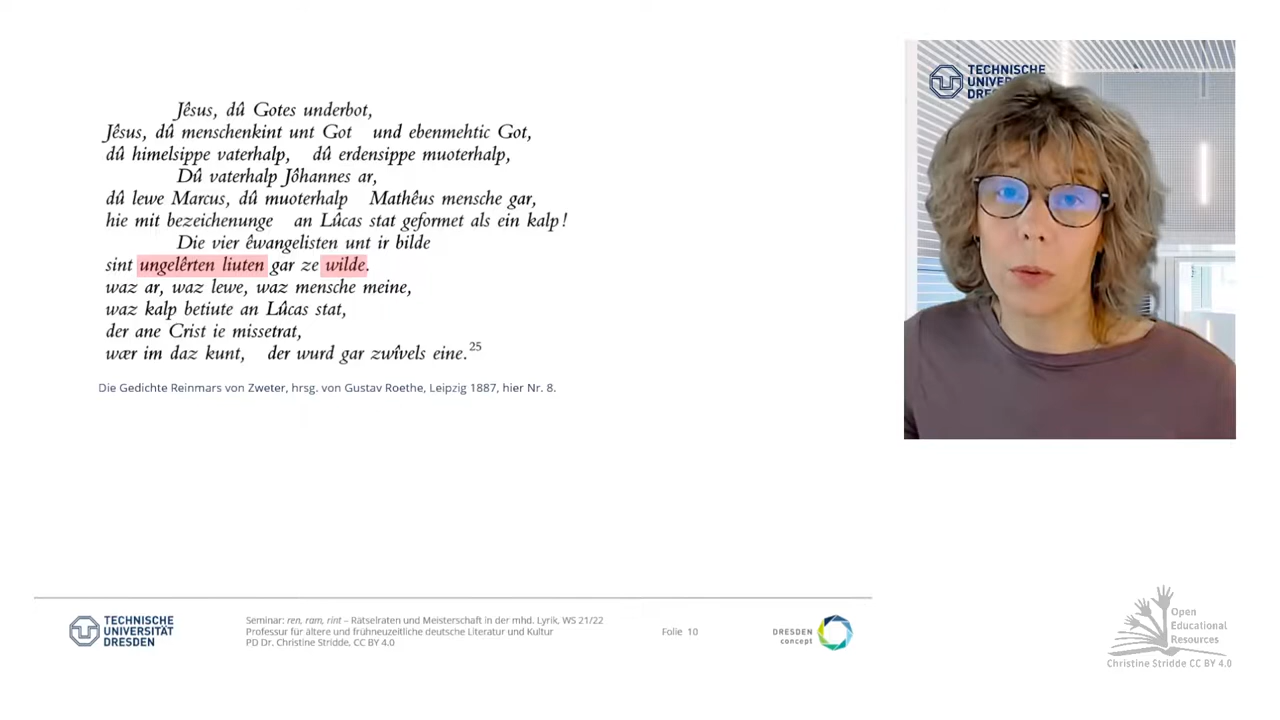 Jêsus, dû Gotes underbot,
Jêsus, dû menschenkint unt Got und ebenmehtic Got,
dû himelsippe vaterhalp, dû erdensippe muoterhalp,
Dû vaterhalp Jôhannes ar,
dû lewe Marcus, dû muoterhalp Mathêus mensche gar,
hie mit bezeichenunge an Lûcas stat geformet als ein kalp!
Die vier êwangelisten unt ir bilde
sint ungelêrten liuten gar ze wilde.
waz ar, waz lewe, waz mensche meine,
waz kalp betiute an Lûcas stat,
der ane Crist ie missetrat,
wær im daz kunt, der wurd gar zwîvels eine.25
Die Gedichte Reinmars von Zweter, hrsg. von Gustav Roethe, Leipzig 1887, hier Nr. 8.
TECHNISCHE
UNIVERSITÄT
DRESDEN
Seminar: ren, ram, rint – Rätselraten und Meisterschaft in der mhd. Lyrik, WS 21/22
Professur für ältere und frühneuzeitliche deutsche Literatur und Kultur
PD Dr. Christine Stridde, CC BY 4.0
Folie 10
DRESDEN
concept
TECHNISCHE
Open
Educational
Resources
Christine Stridde CC BY 4.0